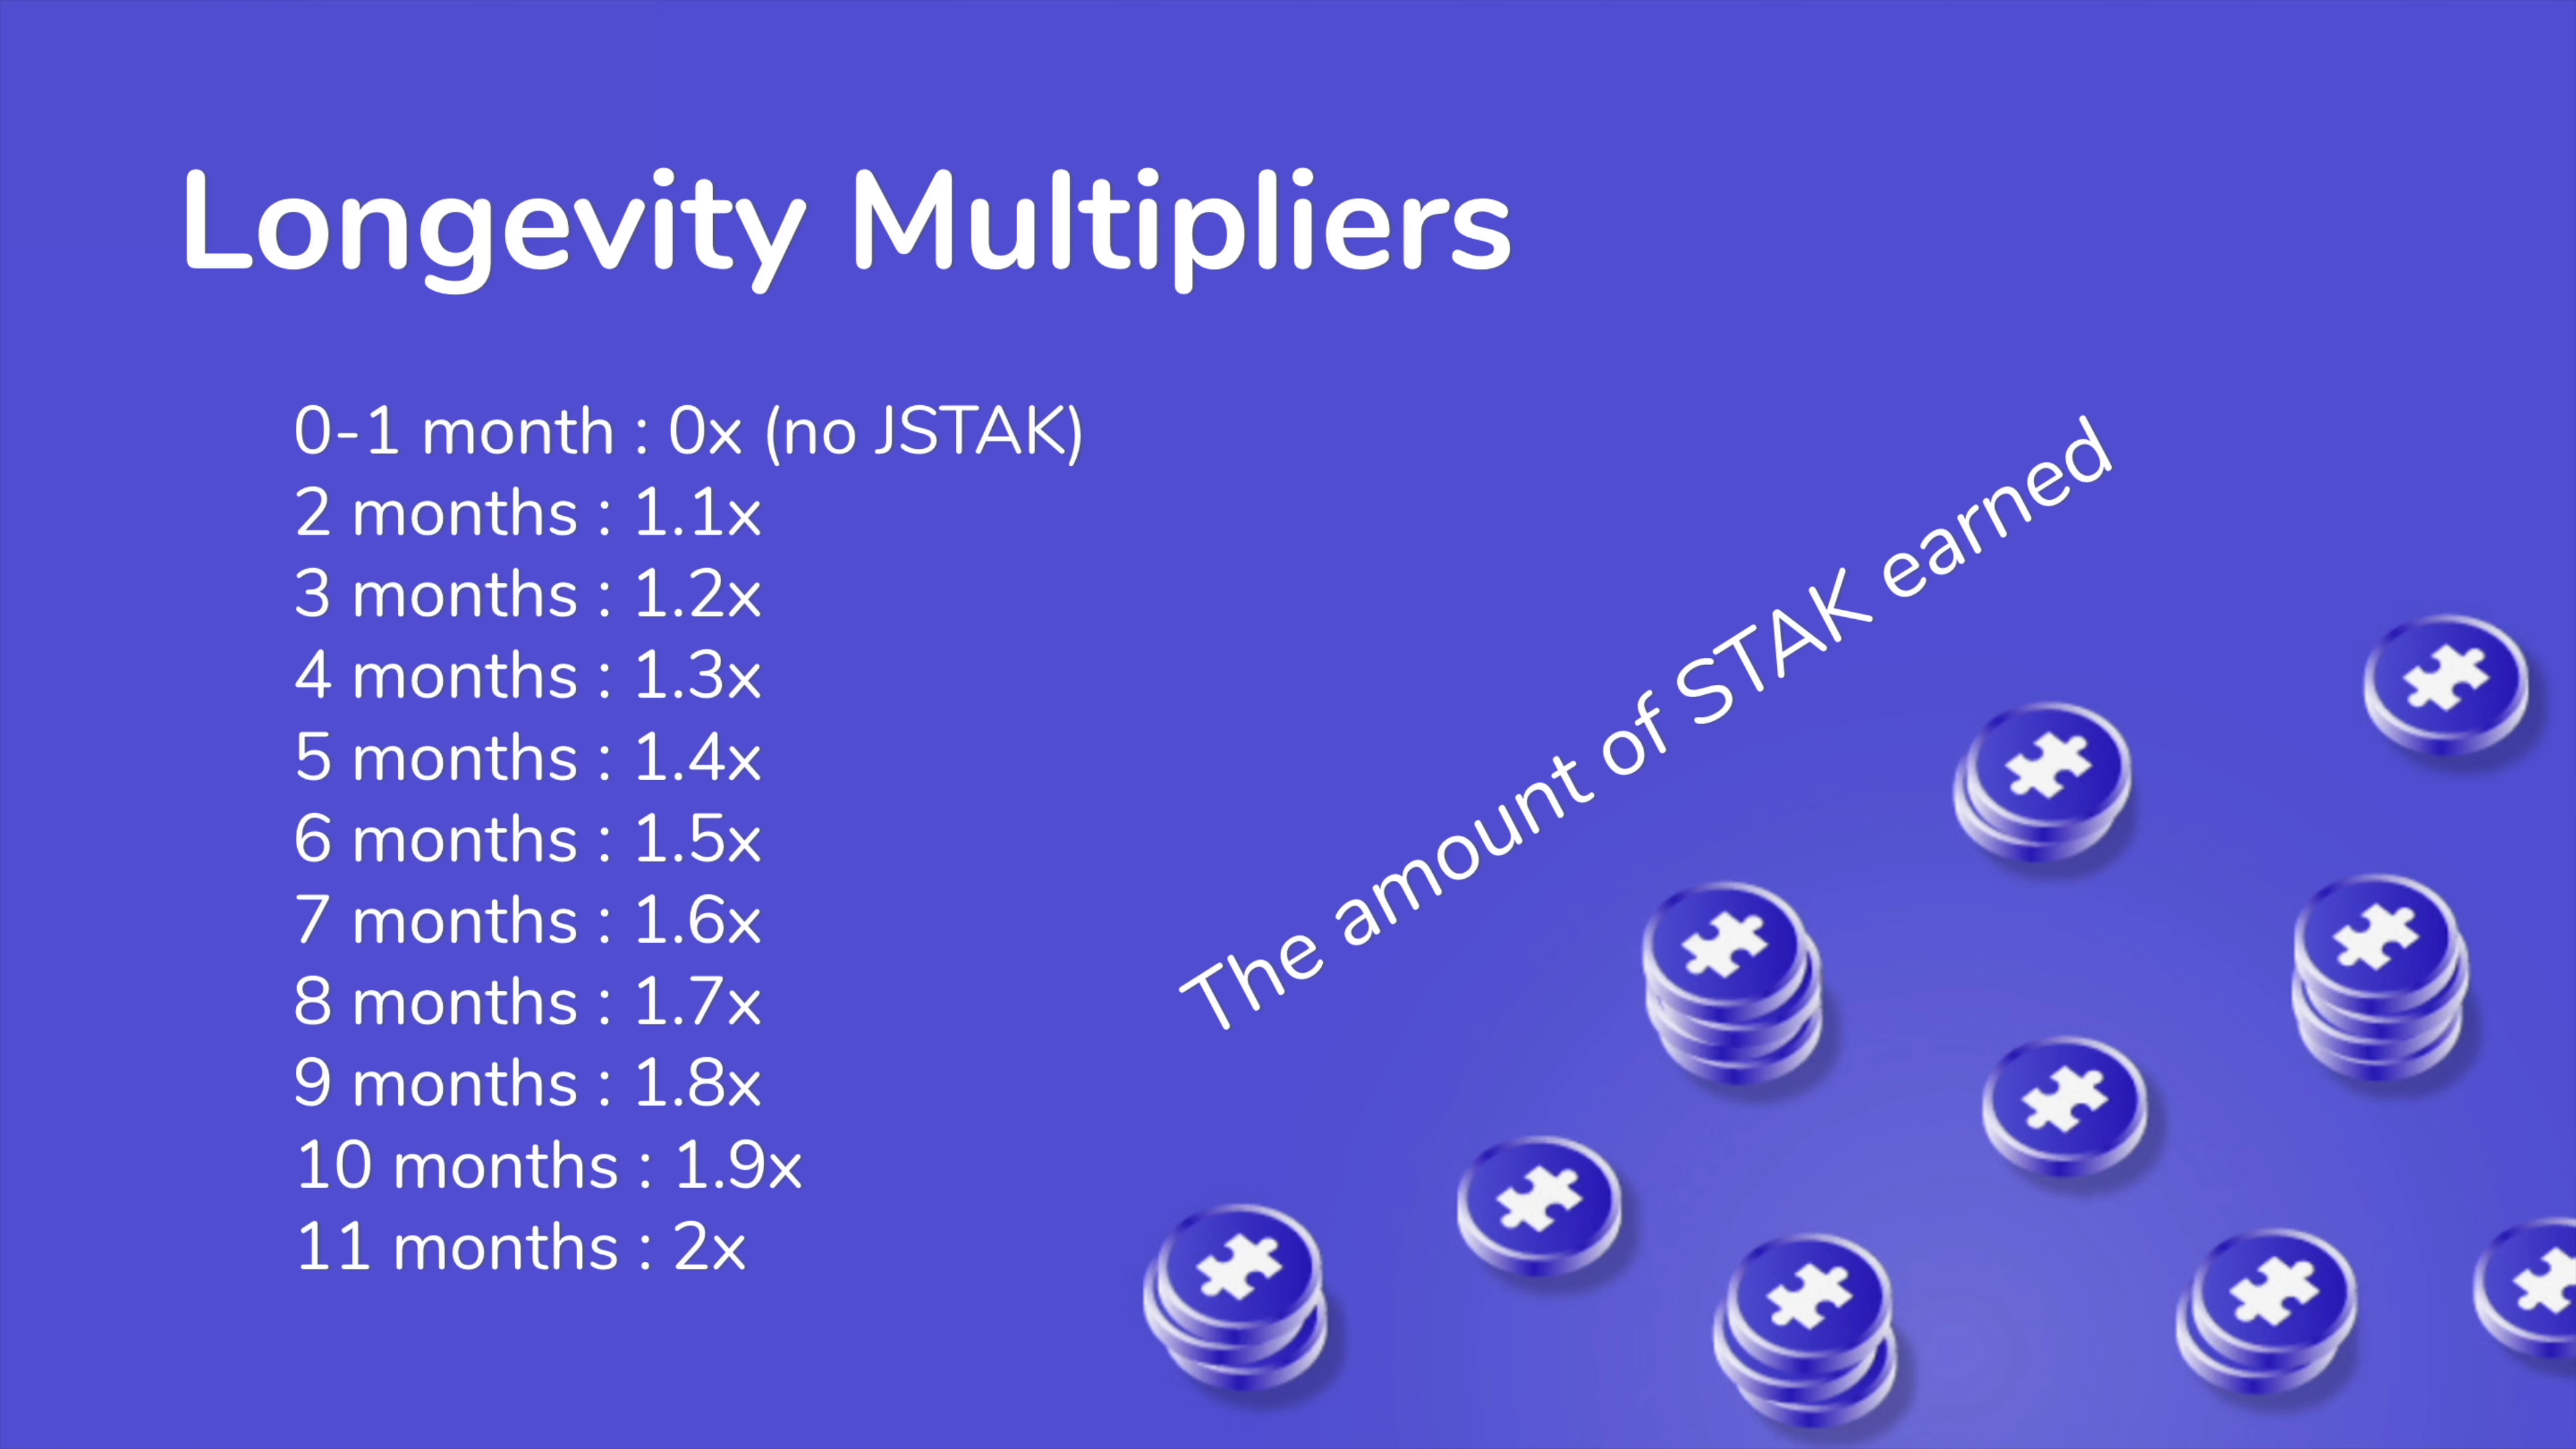 Longevity Multipliers
0-1 month : 0x (no JSTAK)
2 months : 1.1x
3 months : 1.2x
4 months : 1.3x
5 months : 1.4x
6 months : 1.5x
7 months : 1.6x
8 months : 1.7x
9 months : 1.8x
10 months : 1.9x
11 months : 2x
The amount of STAK earned